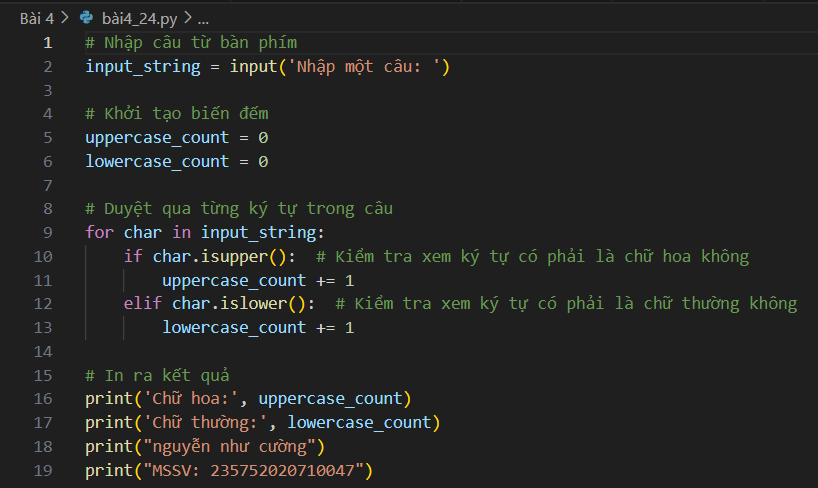 Bài 4 > bài4_24.py > ...
1 # Nhập câu từ bàn phím
2 input_string = input('Nhập một câu: ')
3
4 # Khởi tạo biến đếm
5 uppercase_count = 0
6 lowercase_count = 0
7
8 # Duyệt qua từng ký tự trong câu
9 for char in input_string:
10     if char.isupper():  # Kiểm tra xem ký tự có phải là chữ hoa không
11         uppercase_count += 1
12     elif char.islower():  # Kiểm tra xem ký tự có phải là chữ thường không
13         lowercase_count += 1
14
15 # In ra kết quả
16 print('Chữ hoa:', uppercase_count)
17 print('Chữ thường:', lowercase_count)
18 print("nguyễn như cường")
19 print("MSSV: 235752020710047")